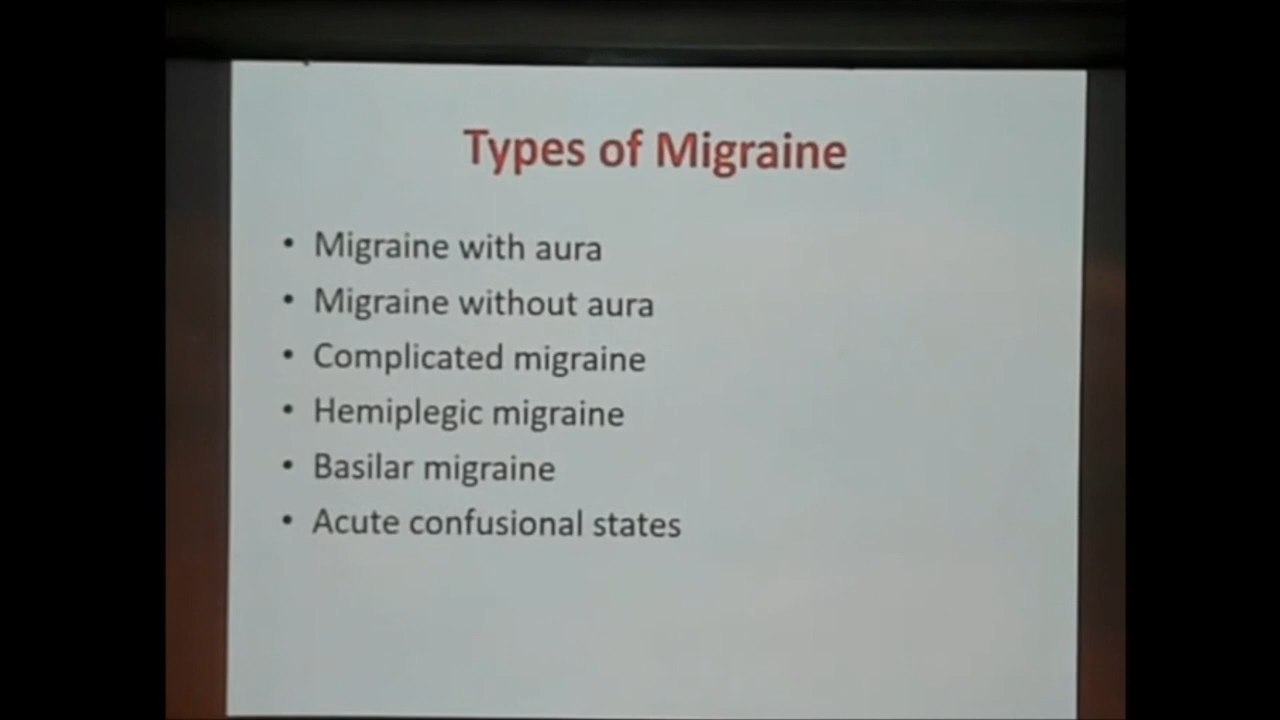 Types of Migraine
• Migraine with aura
• Migraine without aura
• Complicated migraine
• Hemiplegic migraine
• Basilar migraine
• Acute confusional states